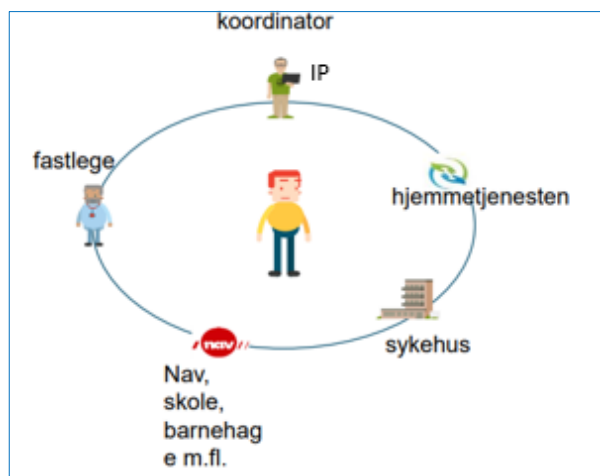 koordinator
IP
fastlege
hjemmetjenesten
sykehus
nav
Nav,
skole,
barnehag
e m.fl.